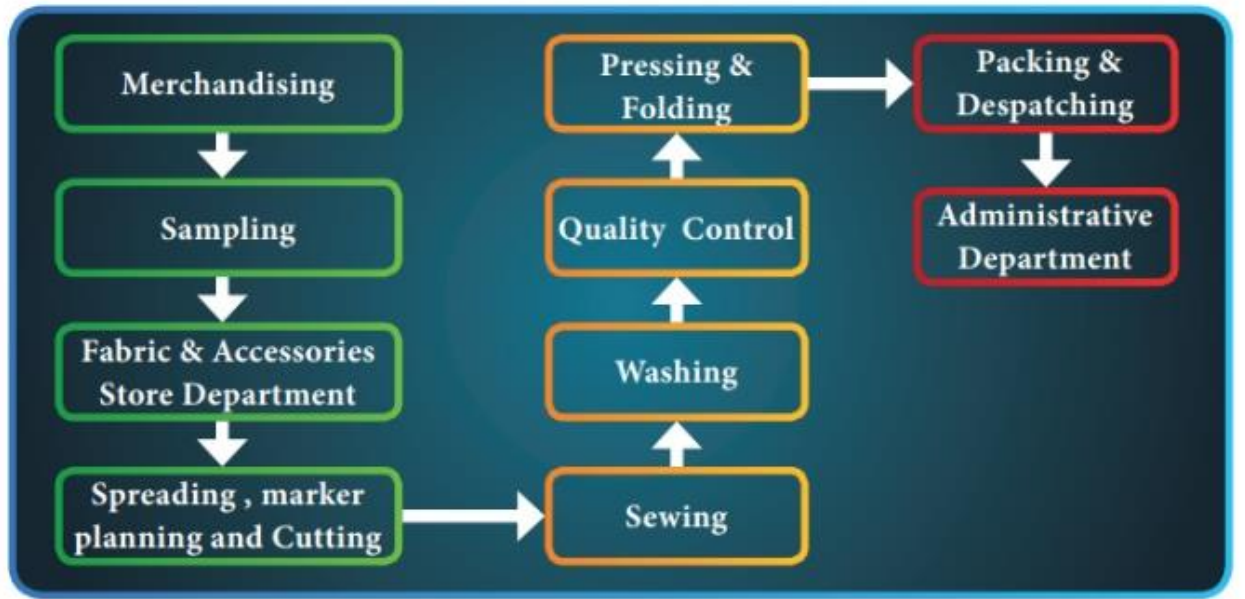 Merchandising
Sampling
Fabric & Accessories
Store Department
Spreading , marker
planning and Cutting
Sewing
Washing
Quality Control
Pressing &
Folding
Packing &
Despatching
Administrative
Department